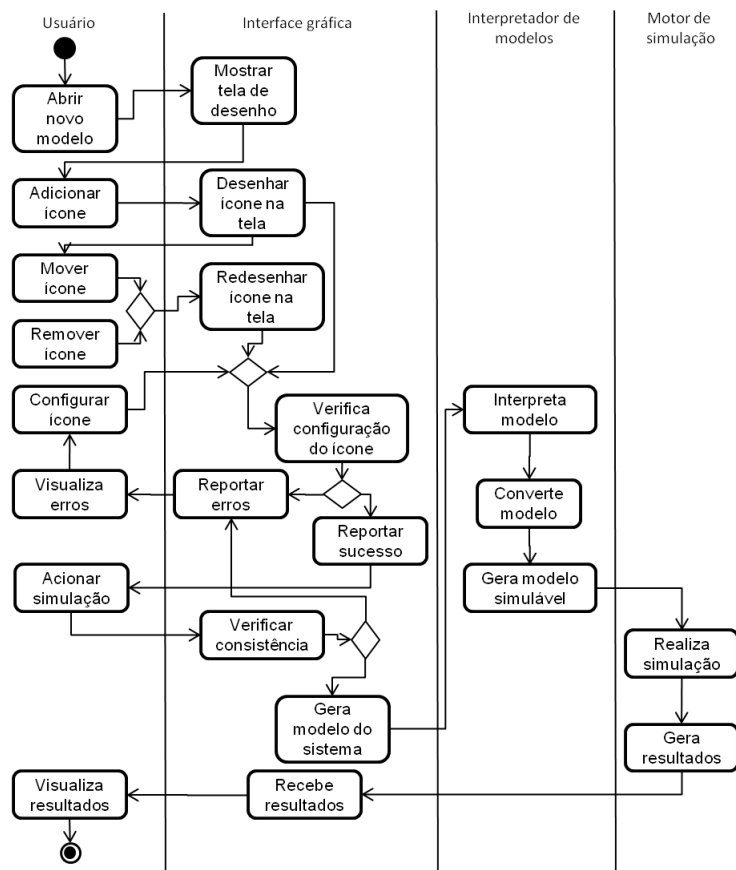 Usuário
Interface gráfica
Interpretador de
modelos
Motor de
simulação
Abrir
novo
modelo
Mostrar
tela de
desenho
Adicionar
ícone
Desenhar
ícone na
tela
Mover
ícone
Redesenhar
ícone na
tela
Remover
ícone
Configurar
ícone
Verifica
configuração
do ícone
Interpreta
modelo
Visualiza
erros
Reportar
erros
Converte
modelo
Reportar
sucesso
Acionar
simulação
Gera modelo
simulável
Verificar
consistência
Realiza
simulação
Gera
modelo do
sistema
Gera
resultados
Visualiza
resultados
Recebe
resultados